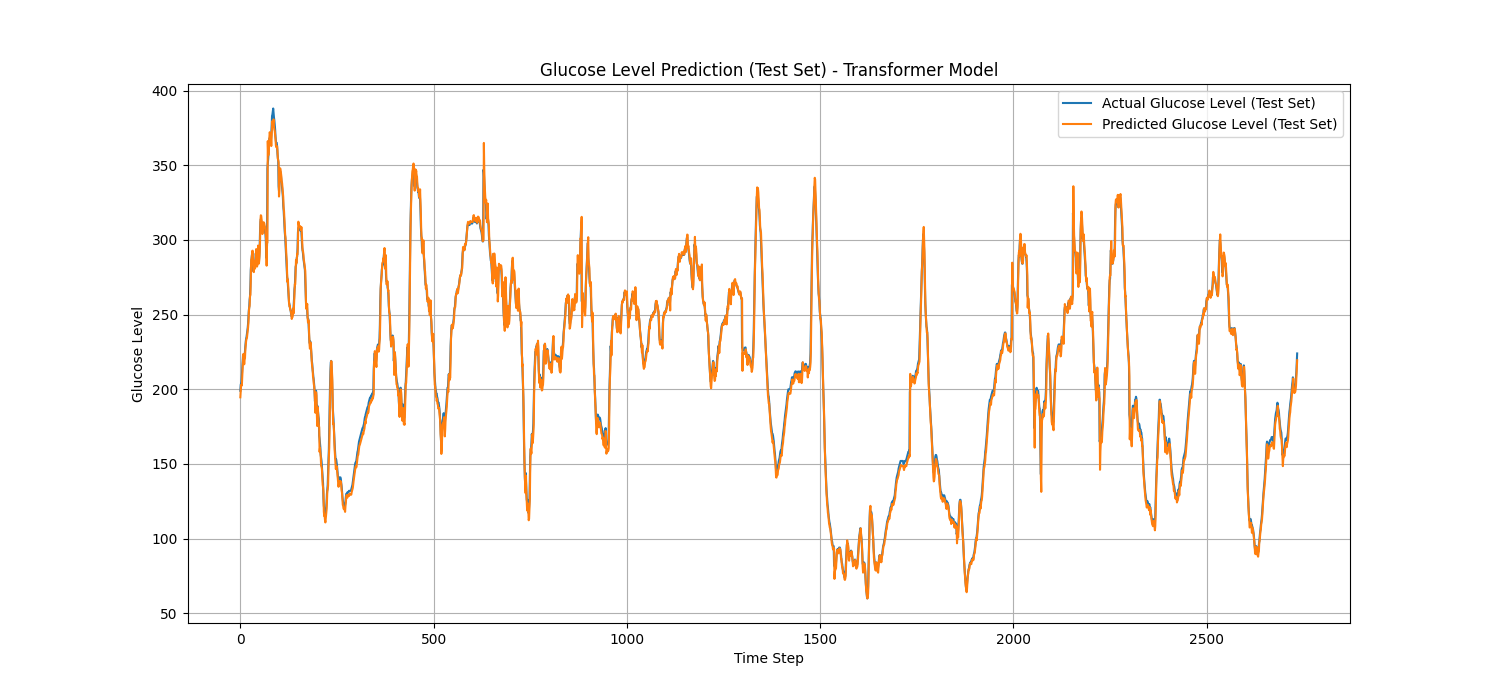 Glucose Level Prediction (Test Set) - Transformer Model
Actual Glucose Level (Test Set)
Predicted Glucose Level (Test Set)
Glucose Level
400
350
300
250
200
150
100
50
0
500
1000
1500
2000
2500
Time Step